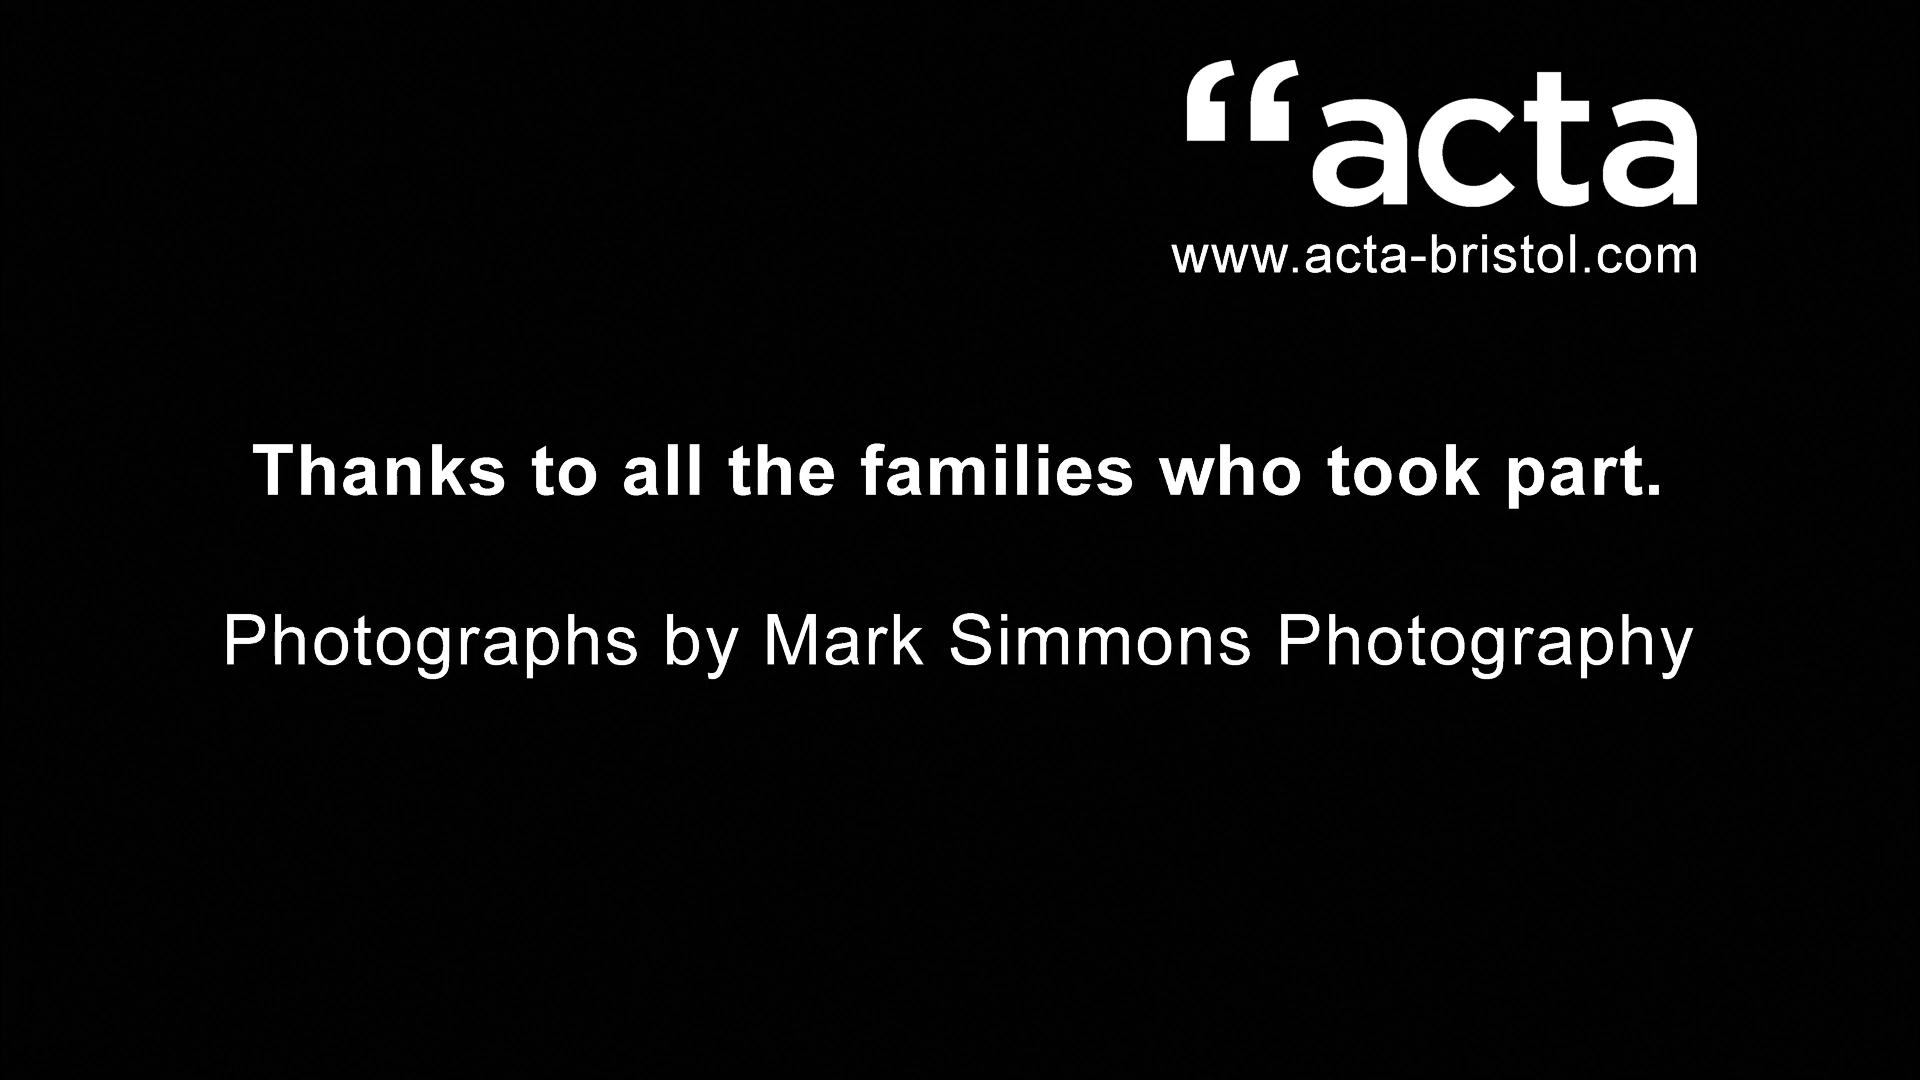 “acta
www.acta-bristol.com
Thanks to all the families who took part.
Photographs by Mark Simmons Photography